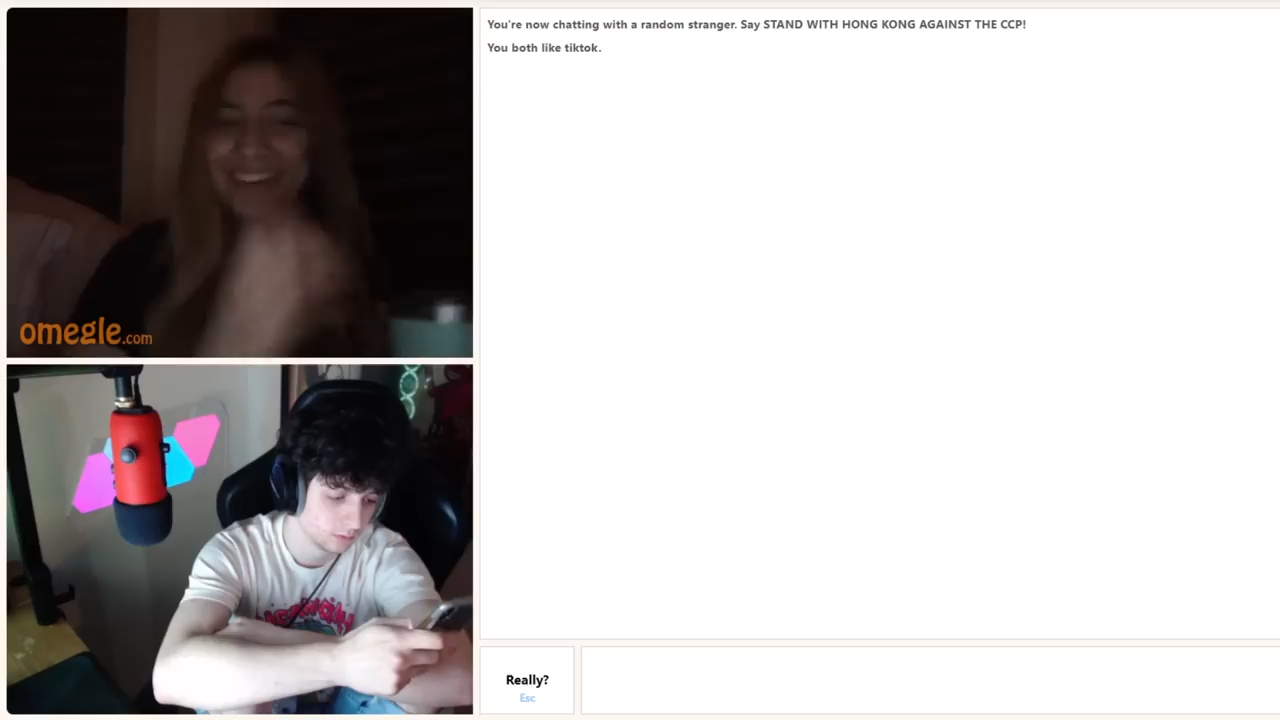 You're now chatting with a random stranger. Say STAND WITH HONG KONG AGAINST THE CCP!
You both like tiktok.
omegle.com
Really?
Esc